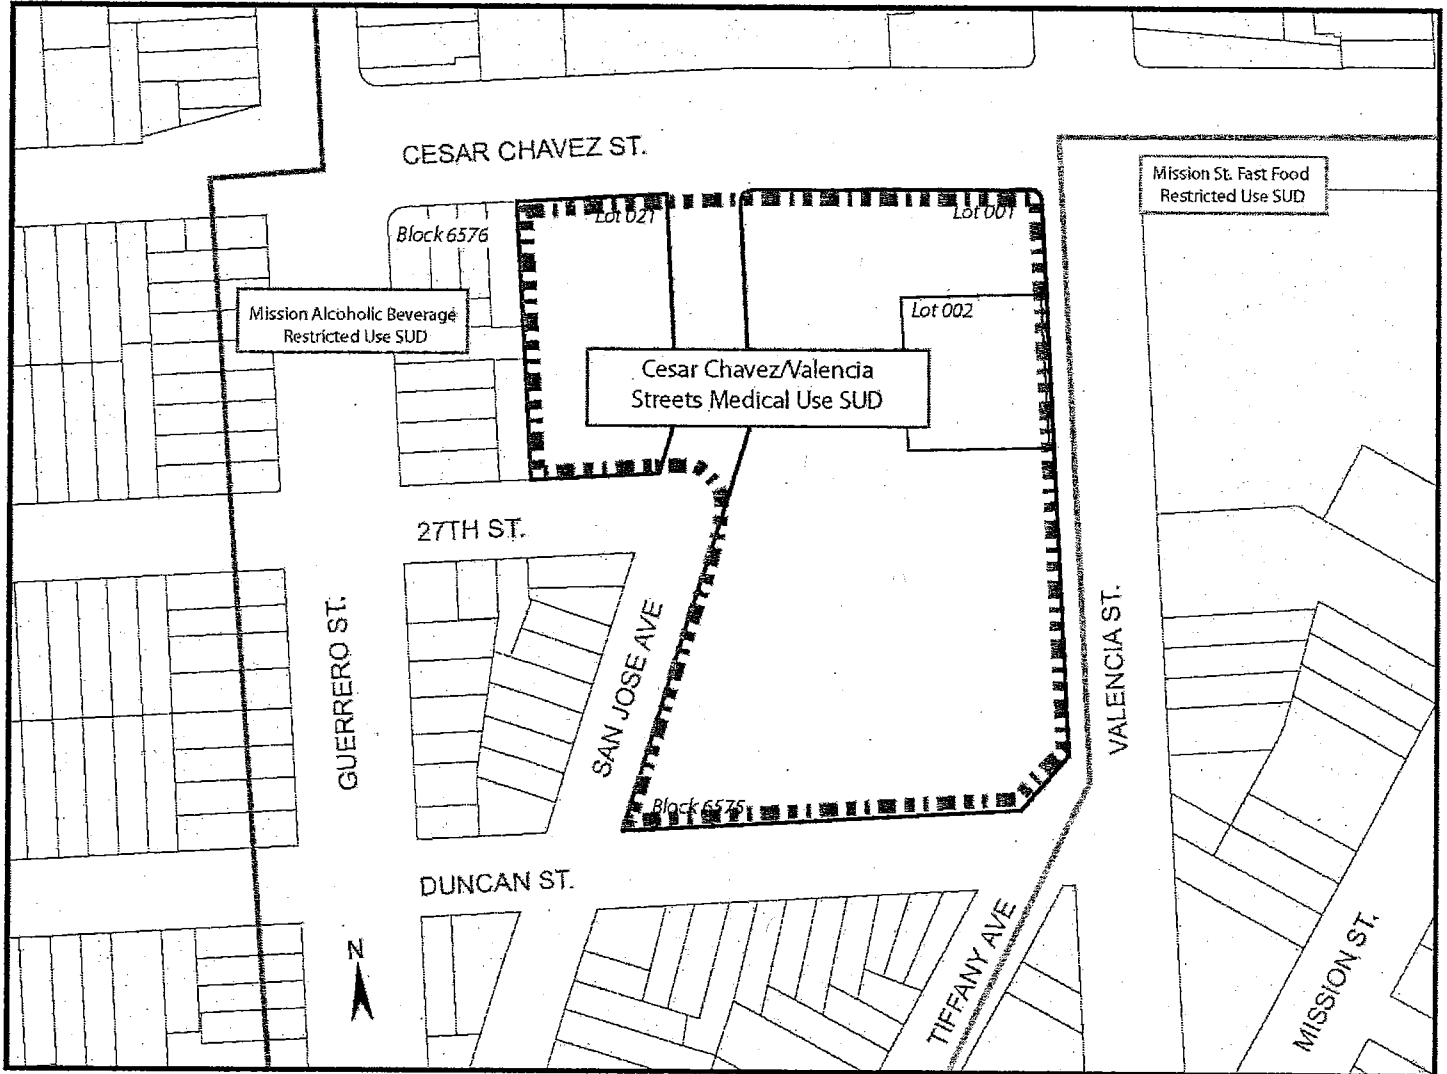 CESAR CHAVEZ ST.
Mission St. Fast Food
Restricted Use SUD
Lot 021
Lot 001
Block 6576
Mission Alcoholic Beverage
Restricted Use SUD
Lot 002
Cesar Chavez/Valencia
Streets Medical Use SUD
27TH ST.
GUERRERO ST.
SAN JOSE AVE
VALENCIA ST.
Block 6575
DUNCAN ST.
N
TIFFANY AVE
MISSION ST.